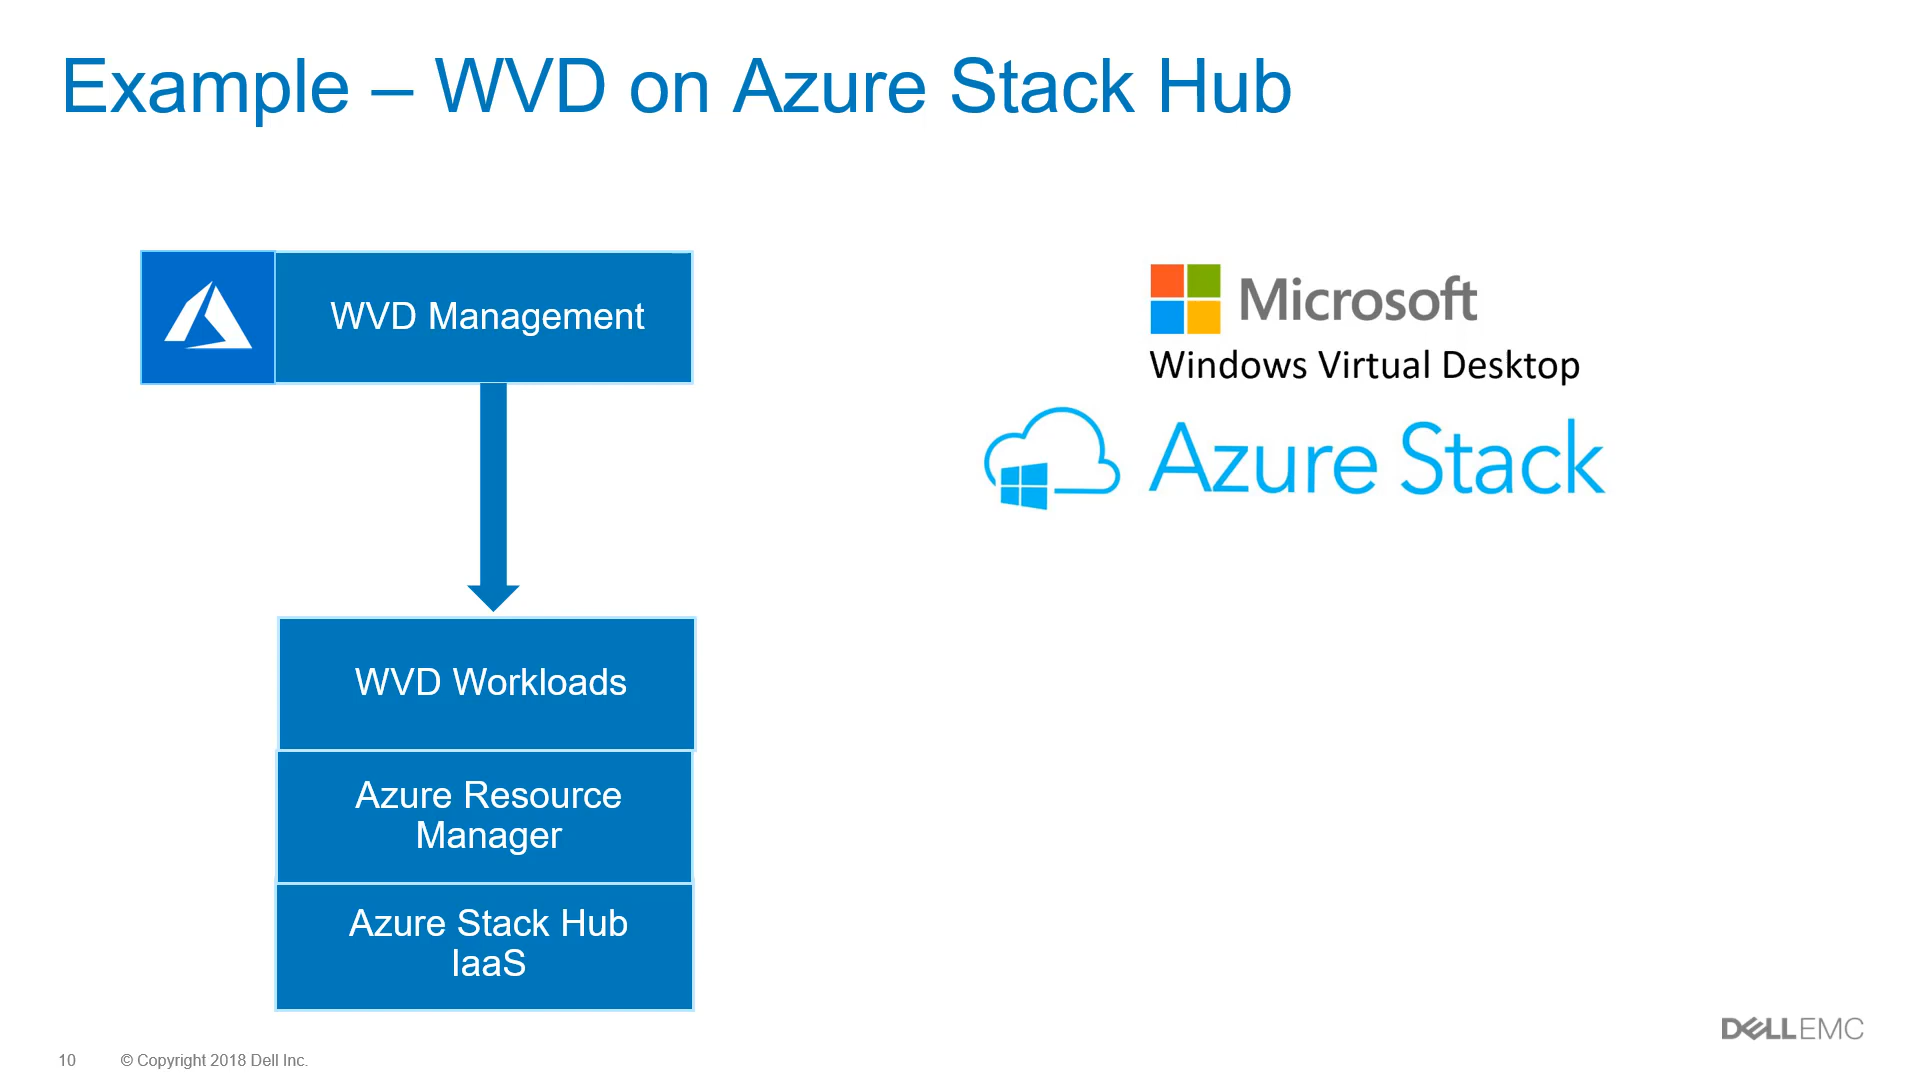 Example – WVD on Azure Stack Hub
WVD Management
Microsoft
Windows Virtual Desktop
Azure Stack
WVD Workloads
Azure Resource
Manager
Azure Stack Hub
IaaS
DELLEMC
10
© Copyright 2018 Dell Inc.